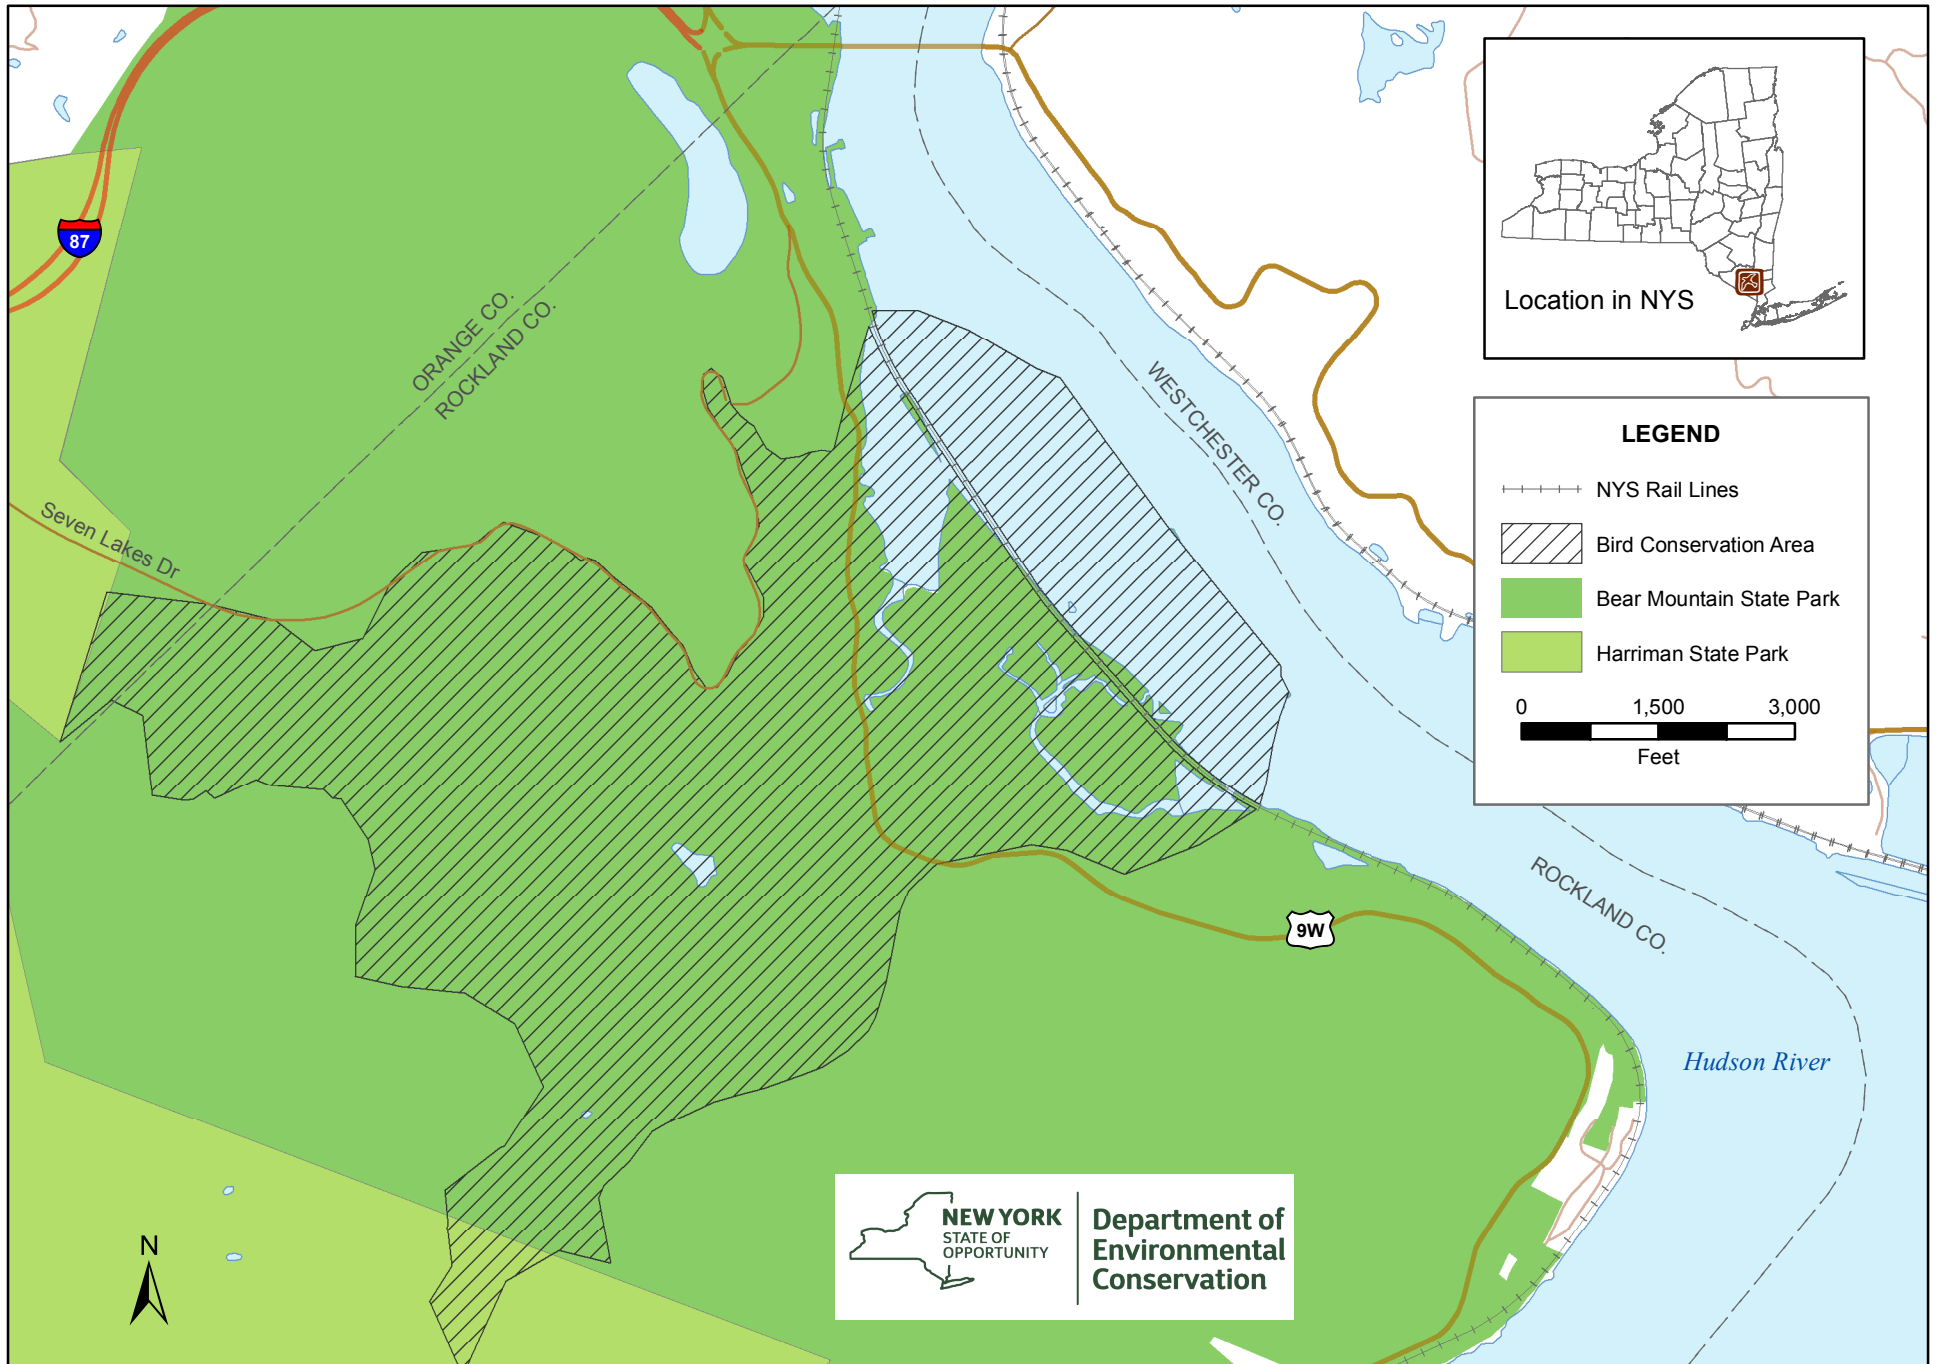 87
ORANGE CO.
ROCKLAND CO.
Seven Lakes Dr
WESTCHESTER CO.
Location in NYS
LEGEND
NYS Rail Lines
Bird Conservation Area
Bear Mountain State Park
Harriman State Park
0 1,500 3,000
Feet
ROCKLAND CO.
9W
Hudson River
N
NEW YORK
STATE OF
OPPORTUNITY
Department of
Environmental
Conservation